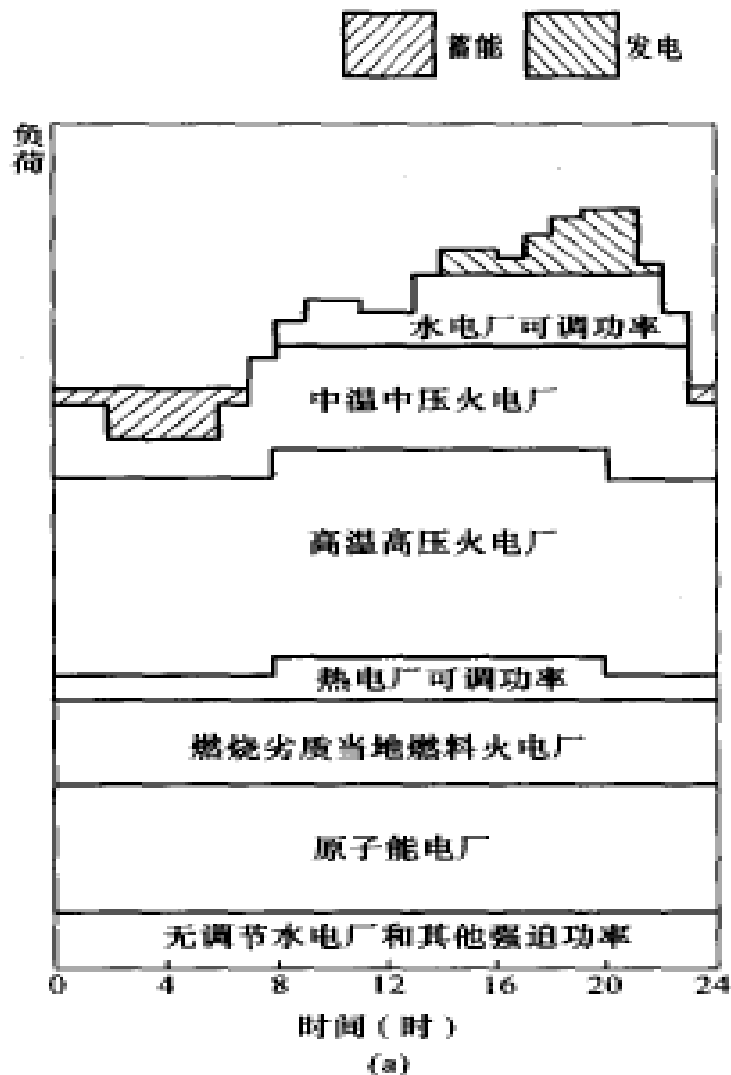 蓄能 发电
负荷
水电厂可调功率
中温中压火电厂
高温高压火电厂
热电厂可调功率
燃烧劣质当地燃料火电厂
原子能电厂
无调节水电厂和其他强迫功率
0 4 8 12 16 20 24
时间(时)
(a)